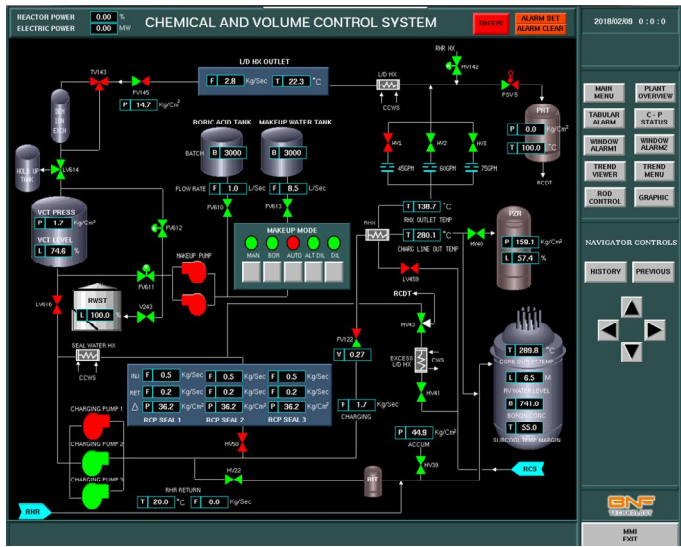 REACTOR POWER 0.00 %
ELECTRIC POWER 0.00 MW
CHEMICAL AND VOLUME CONTROL SYSTEM
FREEZE
ALARM SET
ALARM CLEAR
2018/02/09 0 : 0 : 0
MAIN MENU
PLANT OVERVIEW
TABULAR ALARM
C - P STATUS
WINDOW ALARM1
WINDOW ALARM2
TREND VIEWER
TREND MENU
ROD CONTROL
GRAPHIC
NAVIGATOR CONTROLS
HISTORY
PREVIOUS
GNF
TECHNOLOGY
MMI
EXIT
TV143
FV145
P 14.7 Kg/Cm²
L/D HX OUTLET
F 2.8 Kg/Sec T 22.3 °C
L/D HX
CCWS
RHR HX
HV142
PSV5
PRT
P 0.0 Kg/Cm²
T 100.0 °C
RCDT
ION
EXCH
HOLD UP
TANK
LV614
BORIC ACID TANK
MAKEUP WATER TANK
BATCH B 3000 B 3000
FLOW RATE F 1.0 L/Sec F 8.5 L/Sec
FV610
FV613
HV1
HV2
HV3
45GPM
60GPM
75GPM
VCT PRESS
P 1.7 Kg/Cm²
VCT LEVEL
L 74.6 %
FV612
MAKEUP MODE
MAN BOR AUTO ALT DIL DIL
T 138.7 °C
RHX OUTLET TEMP
T 280.1 °C
CHARG LINE OUT TEMP
RHX
LV459
HV40
PZR
P 159.1 Kg/Cm²
L 57.4 %
MAKEUP PUMP
FV611
V243
LV616
RWST
L 100.0 %
RCDT
HV43
FV122
V 0.27
EXCESS
L/D HX
CWS
HV41
SEAL WATER HX
CCWS
INJ F 0.5 Kg/Sec F 0.5 Kg/Sec F 0.5 Kg/Sec
RET F 0.2 Kg/Sec F 0.2 Kg/Sec F 0.2 Kg/Sec
△ P 36.2 Kg/Cm² P 36.2 Kg/Cm² P 36.2 Kg/Cm²
RCP SEAL 1 RCP SEAL 2 RCP SEAL 3
F 1.7 Kg/Sec
CHARGING
T 289.8 °C
CORE OUTLET TEMP
L 6.5 M
RV WATER LEVEL
B 741.0
BORON CONC
T 55.0
SUBCOOL TEMP MARGIN
CHARGING PUMP 1
CHARGING PUMP 2
CHARGING PUMP 3
HV50
P 44.9 Kg/Cm²
ACCUM
HV39
HV22
RCS
RHR RETURN
T 20.0 °C F 0.0 Kg/Sec
RHR